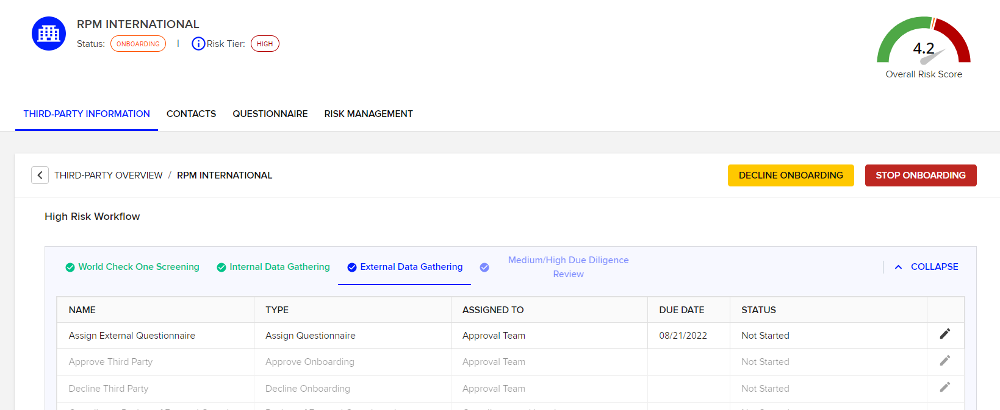 RPM INTERNATIONAL
Status: ONBOARDING | Risk Tier: HIGH
4.2
Overall Risk Score
THIRD-PARTY INFORMATION CONTACTS QUESTIONNAIRE RISK MANAGEMENT
THIRD-PARTY OVERVIEW / RPM INTERNATIONAL DECLINE ONBOARDING STOP ONBOARDING
High Risk Workflow
World Check One Screening Internal Data Gathering External Data Gathering Medium/High Due Diligence
Review
COLLAPSE
NAME TYPE ASSIGNED TO DUE DATE STATUS
Assign External Questionnaire Assign Questionnaire Approval Team 08/21/2022 Not Started
Approve Third Party Approve Onboarding Approval Team Not Started
Decline Third Party Decline Onboarding Approval Team Not Started